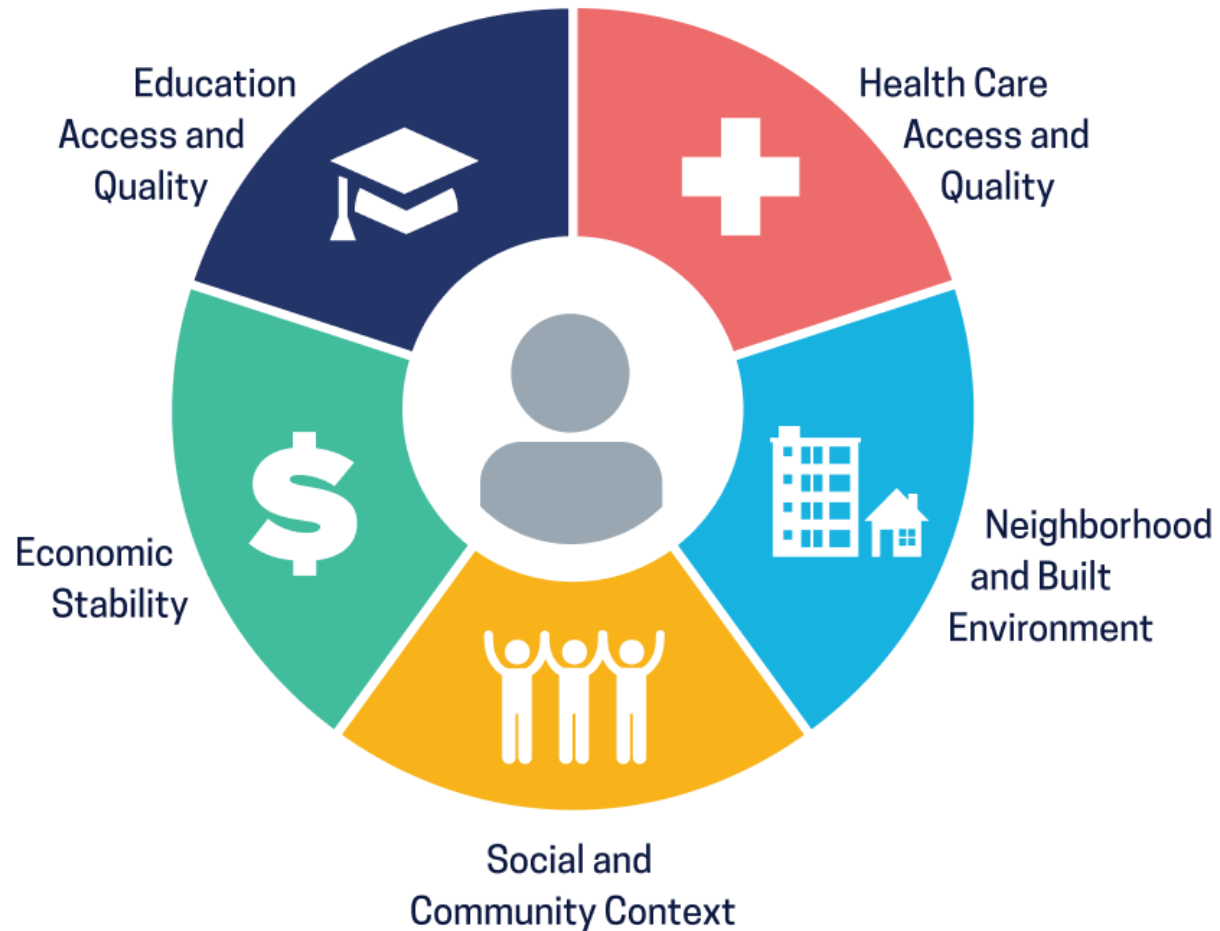 Education
Access and
Quality
Health Care
Access and
Quality
Economic
Stability
Neighborhood
and Built
Environment
Social and
Community Context